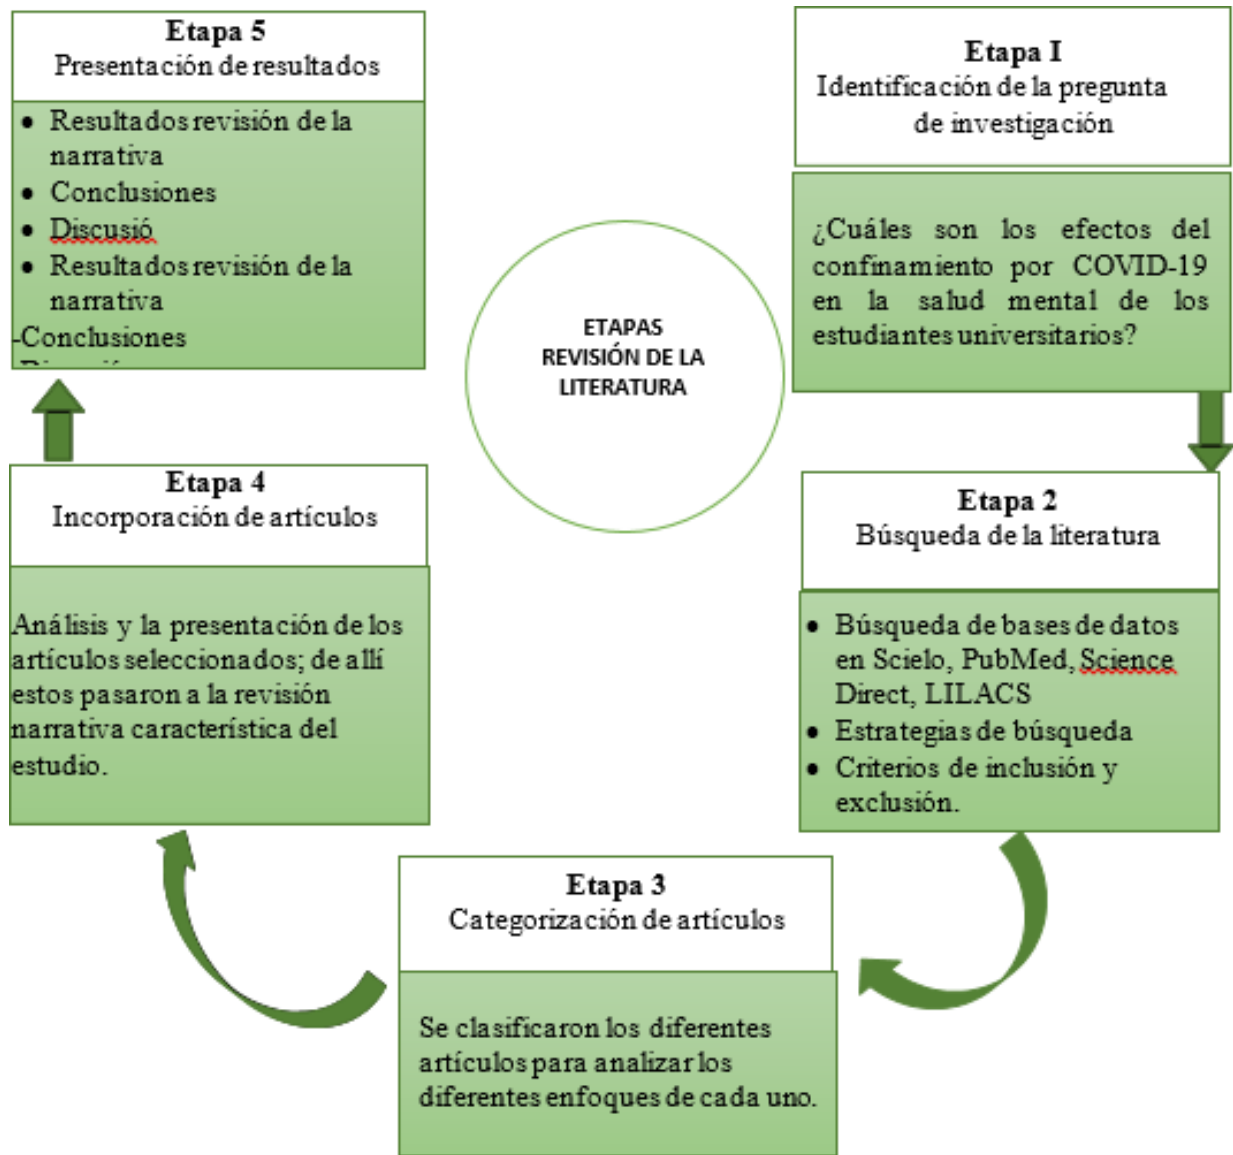 ETAPAS
REVISIÓN DE LA
LITERATURA
Etapa I
Identificación de la pregunta
de investigación
¿Cuáles son los efectos del
confinamiento por COVID-19
en la salud mental de los
estudiantes universitarios?
Etapa 2
Búsqueda de la literatura
• Búsqueda de bases de datos
en Scielo, PubMed, Science
Direct, LILACS
• Estrategias de búsqueda
• Criterios de inclusión y
exclusión.
Etapa 3
Categorización de artículos
Se clasificaron los diferentes
artículos para analizar los
diferentes enfoques de cada uno.
Etapa 4
Incorporación de artículos
Análisis y la presentación de los
artículos seleccionados; de allí
estos pasaron a la revisión
narrativa característica del
estudio.
Etapa 5
Presentación de resultados
• Resultados revisión de la
narrativa
• Conclusiones
• Discusió
• Resultados revisión de la
narrativa
-Conclusiones